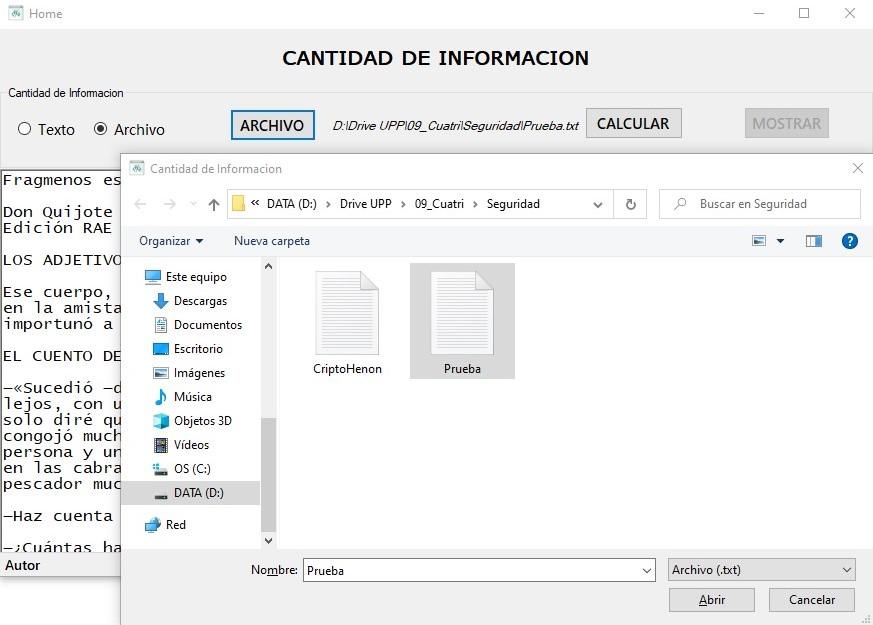 Home
CANTIDAD DE INFORMACION
Cantidad de Informacion
Texto
Archivo
ARCHIVO
D:\Drive UPP\09_Cuatri\Seguridad\Prueba.txt
CALCULAR
MOSTRAR
Fragmenos es
Don Quijote
Edición RAE
LOS ADJETIVO
Ese cuerpo,
en la amista
importunó a
EL CUENTO DE
—«Sucedió —d
lejos, con u
solo diré qu
congojó much
persona y un
en las cabra
pescador muc
—Haz cuenta
—¿Cuántas ha
Autor
Cantidad de Informacion
« DATA (D:) › Drive UPP › 09_Cuatri › Seguridad
Buscar en Seguridad
Organizar
Nueva carpeta
Este equipo
Descargas
Documentos
Escritorio
Imágenes
Música
Objetos 3D
Vídeos
OS (C:)
DATA (D:)
Red
CriptoHenon
Prueba
Nombre:
Prueba
Archivo (.txt)
Abrir
Cancelar